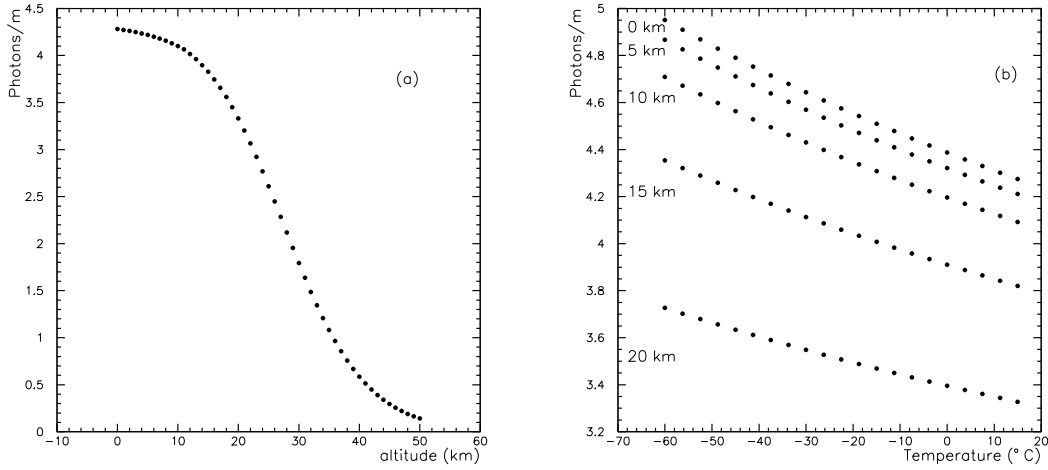 Photons/m
4.5
4
3.5
3
2.5
2
1.5
1
0.5
0
(a)
−10 0 10 20 30 40 50 60
altitude (km)
Photons/m
5
4.8
4.6
4.4
4.2
4
3.8
3.6
3.4
3.2
0 km
5 km
10 km
15 km
20 km
(b)
−70 −60 −50 −40 −30 −20 −10 0 10 20
Temperature (° C)